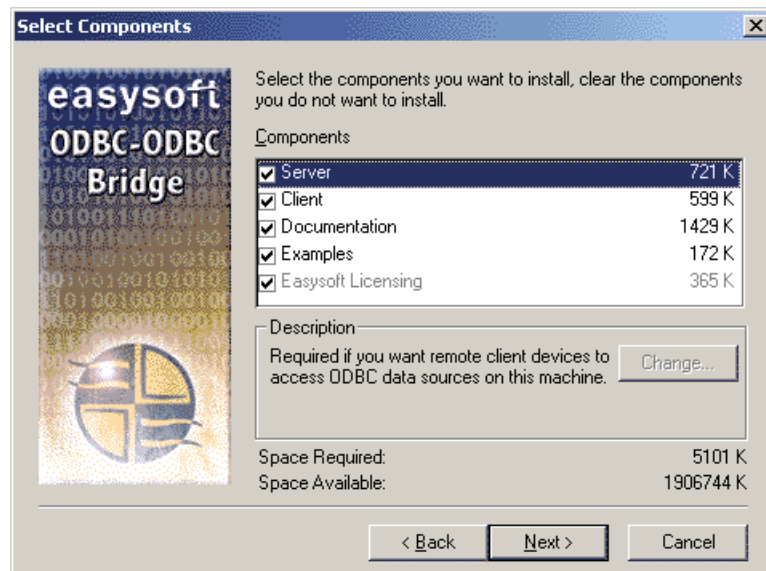 Select Components
easysoft
ODBC-ODBC
Bridge
Select the components you want to install, clear the components
you do not want to install.
Components
Server 721 K
Client 599 K
Documentation 1429 K
Examples 172 K
Easysoft Licensing 365 K
Description
Required if you want remote client devices to
access ODBC data sources on this machine.
Change...
Space Required: 5101 K
Space Available: 1906744 K
< Back
Next >
Cancel